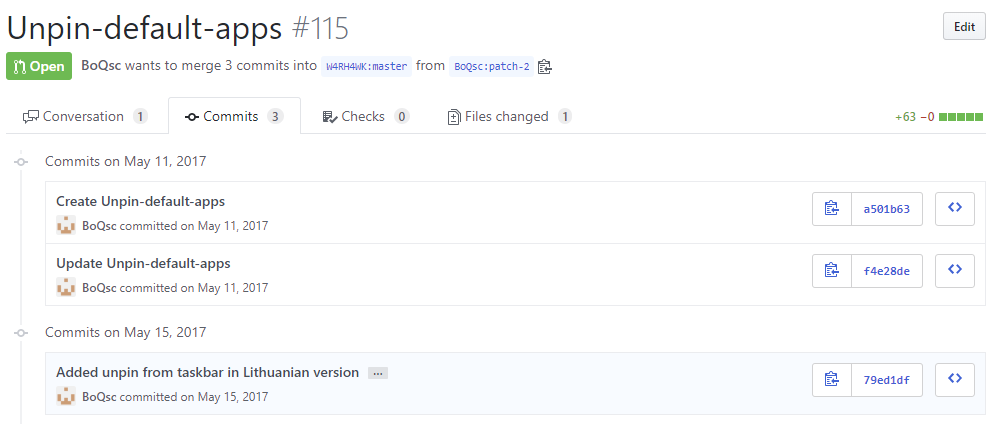 Unpin-default-apps #115
Edit
Open BoQsc wants to merge 3 commits into W4RH4WK:master from BoQsc:patch-2
Conversation 1 Commits 3 Checks 0 Files changed 1 +63 −0
Commits on May 11, 2017
Create Unpin-default-apps
a501b63
BoQsc committed on May 11, 2017
Update Unpin-default-apps
f4e28de
BoQsc committed on May 11, 2017
Commits on May 15, 2017
Added unpin from taskbar in Lithuanian version …
79ed1df
BoQsc committed on May 15, 2017